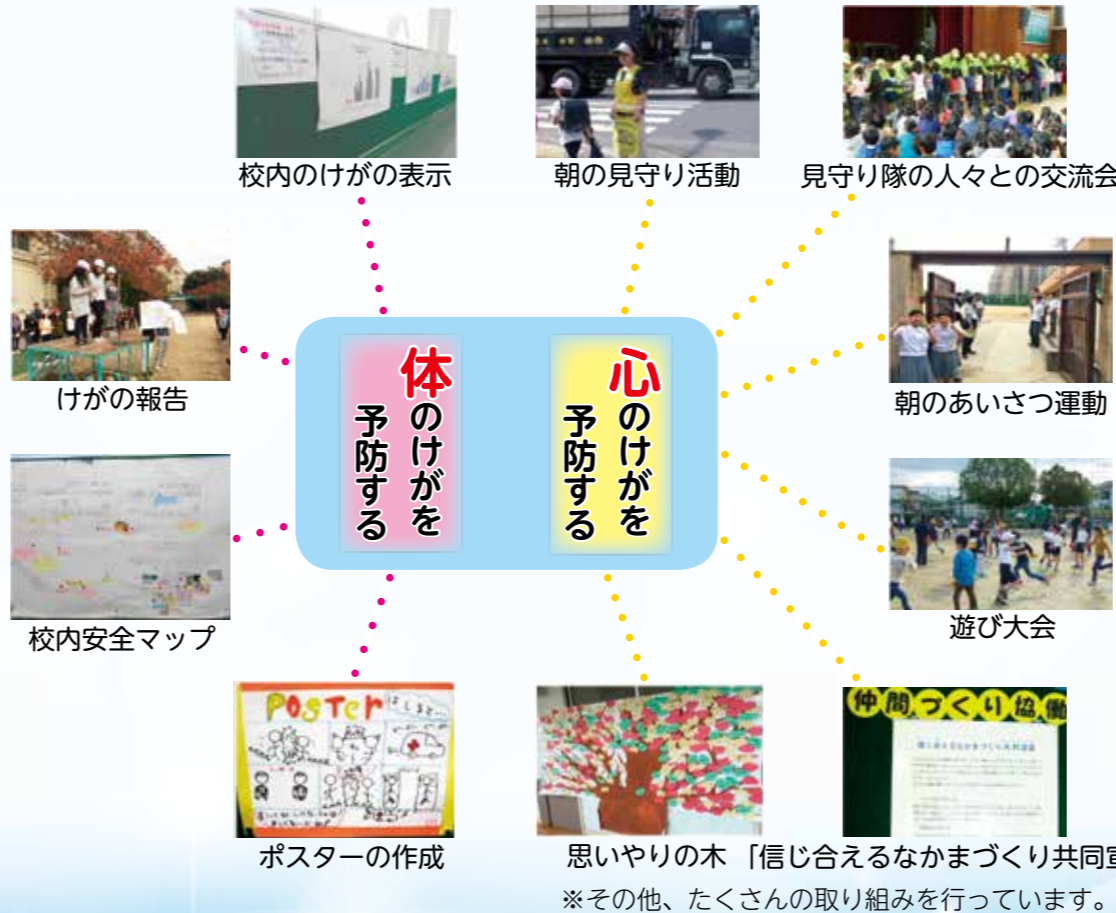 校内のけがの表示
朝の見守り活動
見守り隊の人々との交流会
けがの報告
体のけがを
予防する
心のけがを
予防する
朝のあいさつ運動
校内安全マップ
遊び大会
POSTER
はしると…
仲間づくり協働
ポスターの作成
思いやりの木
「信じ合えるなかまづくり共同宣
※その他、たくさんの取り組みを行っています。